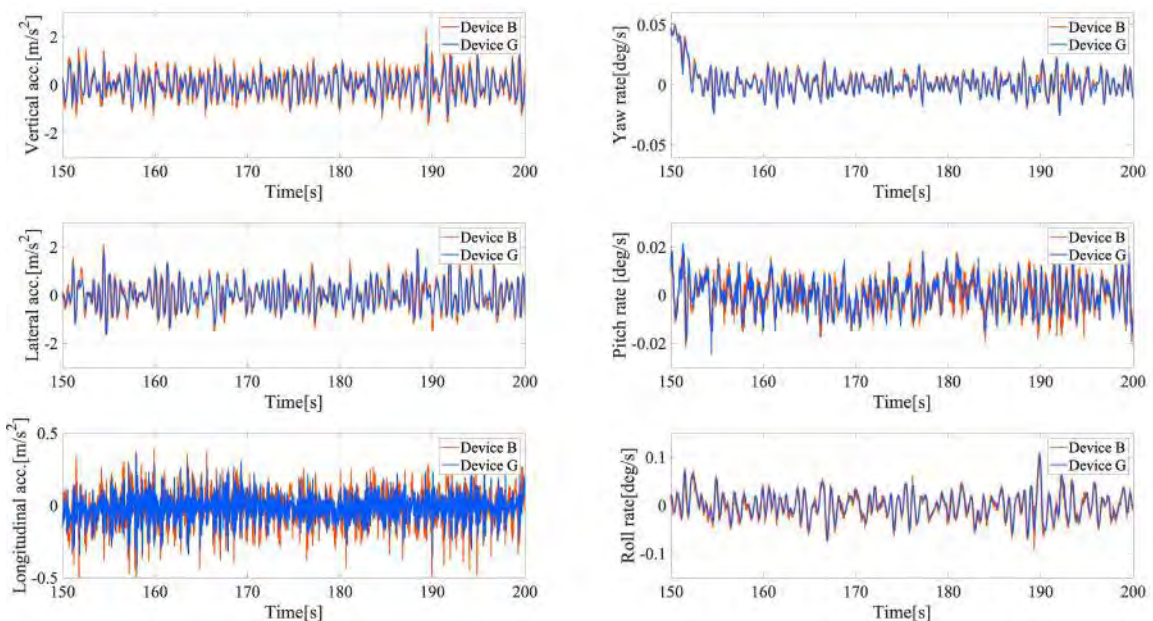 Vertical acc.[m/s²]
2
0
-2
150 160 170 180 190 200
Time[s]
Device B
Device G
Yaw rate[deg/s]
0.05
0
-0.05
150 160 170 180 190 200
Time[s]
Device B
Device G
Lateral acc.[m/s²]
2
0
-2
150 160 170 180 190 200
Time[s]
Device B
Device G
Pitch rate [deg/s]
0.02
0
-0.02
150 160 170 180 190 200
Time[s]
Device B
Device G
Longitudinal acc.[m/s²]
0.5
0
-0.5
150 160 170 180 190 200
Time[s]
Device B
Device G
Roll rate[deg/s]
0.1
0
-0.1
150 160 170 180 190 200
Time[s]
Device B
Device G